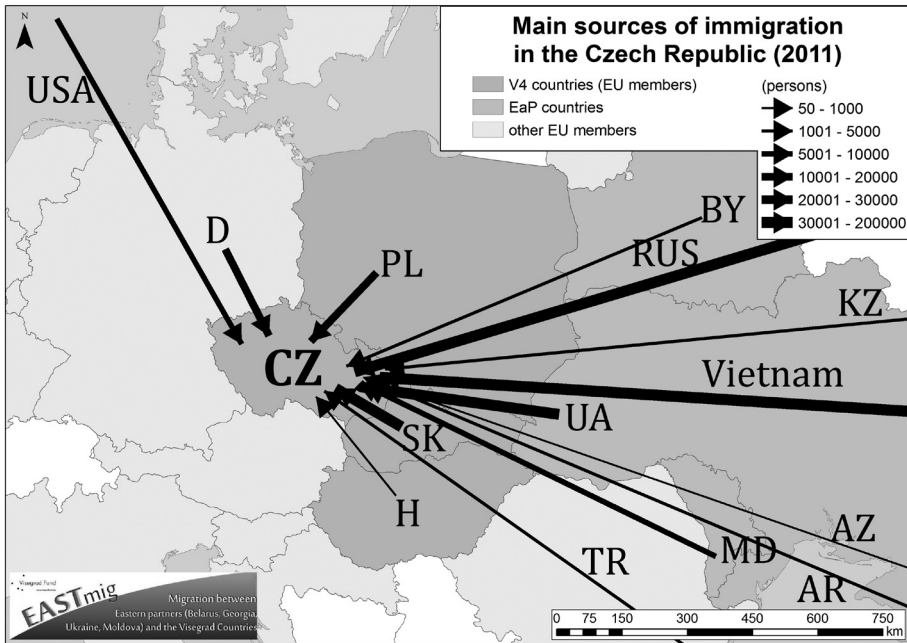 N
Main sources of immigration
in the Czech Republic (2011)
V4 countries (EU members)
EaP countries
other EU members
(persons)
50 - 1000
1001 - 5000
5001 - 10000
10001 - 20000
20001 - 30000
30001 - 200000
USA
D
PL
BY
RUS
KZ
CZ
Vietnam
UA
SK
H
AZ
MD
TR
AR
Visegrad Fund
EASTmig
Migration between
Eastern partners (Belarus, Georgia,
Ukraine, Moldova) and the Visegrad Countries
0 75 150 300 450 600 750
km